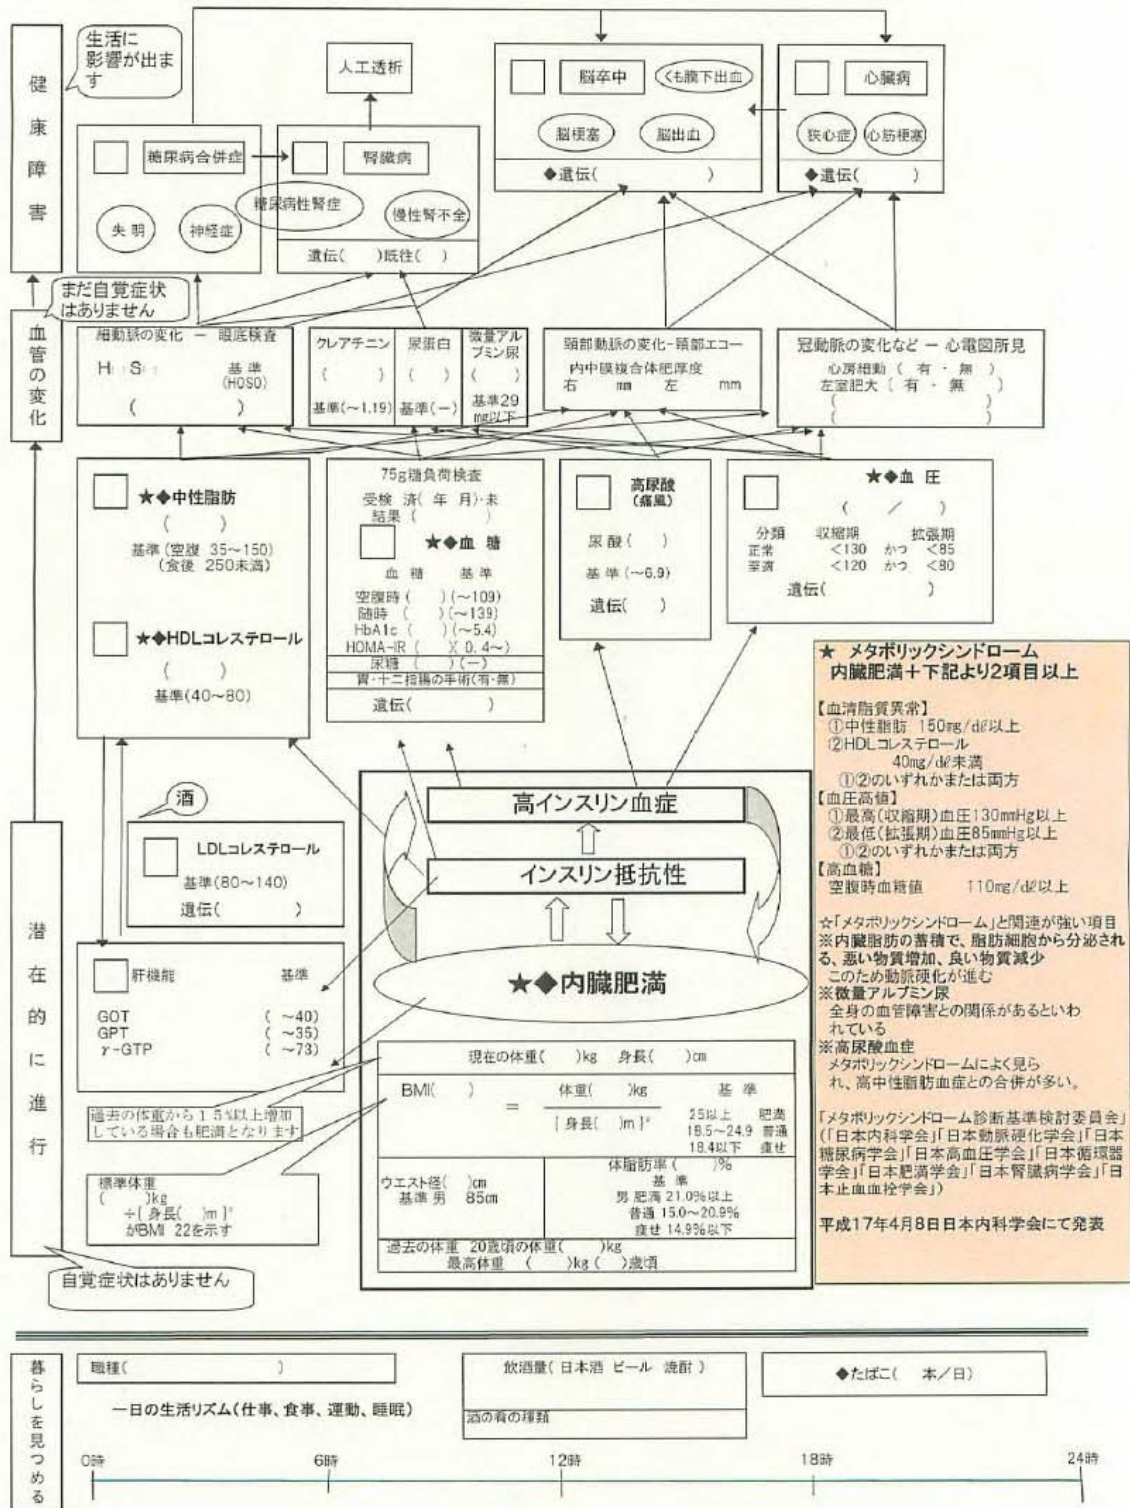 健康障害
生活に
影響が出ま
す
人工透析
糖尿病合併症
失明
神経症
腎臓病
糖尿病性腎症
慢性腎不全
遺伝( )既往( )
脳卒中
くも膜下出血
脳梗塞
脳出血
◆遺伝( )
心臓病
狭心症
心筋梗塞
◆遺伝( )
血管の変化
まだ自覚症状
はありません
細動脈の変化 － 眼底検査
H S 基準
(H0S0)
( )
クレアチニン
( )
基準(～1.19)
尿蛋白
( )
基準(－)
微量アル
ブミン尿
( )
基準29
mg以下
頸部動脈の変化-頸部エコー
内中膜複合体肥厚度
右 mm 左 mm
冠動脈の変化など － 心電図所見
心房細動 ( 有 ・ 無 )
左室肥大 ( 有 ・ 無 )
( )
( )
★◆中性脂肪
( )
基準(空腹 35～150)
(食後 250未満)
★◆HDLコレステロール
( )
基準(40～80)
75g糖負荷検査
受検 済( 年 月)・未
結果 ( )
★◆血 糖
血 糖 基 準
空腹時 ( ) (～109)
随時 ( ) (～139)
HbA1c ( ) (～5.4)
HOMA-IR ( )( 0.4～)
尿糖 ( ) (－)
胃・十二指腸の手術(有・無)
遺伝( )
高尿酸
(痛風)
尿酸 ( )
基準 (～6.9)
遺伝( )
★◆血 圧
( ／ )
分類 収縮期 拡張期
正常 <130 かつ <85
至適 <120 かつ <80
遺伝( )
潜在的に進行
酒
LDLコレステロール
基準(80～140)
遺伝( )
肝機能 基準
GOT ( ～40)
GPT ( ～35)
γ-GTP ( ～73)
高インスリン血症
インスリン抵抗性
★◆内臓肥満
現在の体重( )kg 身長( )cm
BMI( ) = 体重( )kg
[ 身長( )m ]²
基 準
25以上 肥満
18.5～24.9 普通
18.4以下 痩せ
ウエスト径( )cm
基準 男 85cm
体脂肪率 ( )%
基 準
男 肥満 21.0%以上
普通 15.0～20.9%
痩せ 14.9%以下
過去の体重 20歳頃の体重( )kg
最高体重 ( )kg ( )歳頃
過去の体重から15%以上増加
している場合も肥満となります
標準体重
( )kg
÷[ 身長( )m ]²
がBMI 22を示す
自覚症状はありません
★ メタボリックシンドローム
内臓肥満＋下記より2項目以上
【血清脂質異常】
①中性脂肪 150mg/dℓ以上
②HDLコレステロール
40mg/dℓ未満
①②のいずれかまたは両方
【血圧高値】
①最高(収縮期)血圧130mmHg以上
②最低(拡張期)血圧85mmHg以上
①②のいずれかまたは両方
【高血糖】
空腹時血糖値 110mg/dℓ以上
☆「メタボリックシンドローム」と関連が強い項目
※内臓脂肪の蓄積で、脂肪細胞から分泌され
る、悪い物質増加、良い物質減少
このため動脈硬化が進む
※微量アルブミン尿
全身の血管障害との関係があるといわ
れている
※高尿酸血症
メタボリックシンドロームによく見ら
れ、高中性脂肪血症との合併が多い。
「メタボリックシンドローム診断基準検討委員会」
(「日本内科学会」「日本動脈硬化学会」「日本
糖尿病学会」「日本高血圧学会」「日本循環器
学会」「日本肥満学会」「日本腎臓病学会」「日
本止血血栓学会」)
平成17年4月8日日本内科学会にて発表
暮らしを見つめる
職種( )
飲酒量( 日本酒 ビール 焼酎 )
酒の肴の種類
◆たばこ( 本／日)
一日の生活リズム(仕事、食事、運動、睡眠)
0時 6時 12時 18時 24時